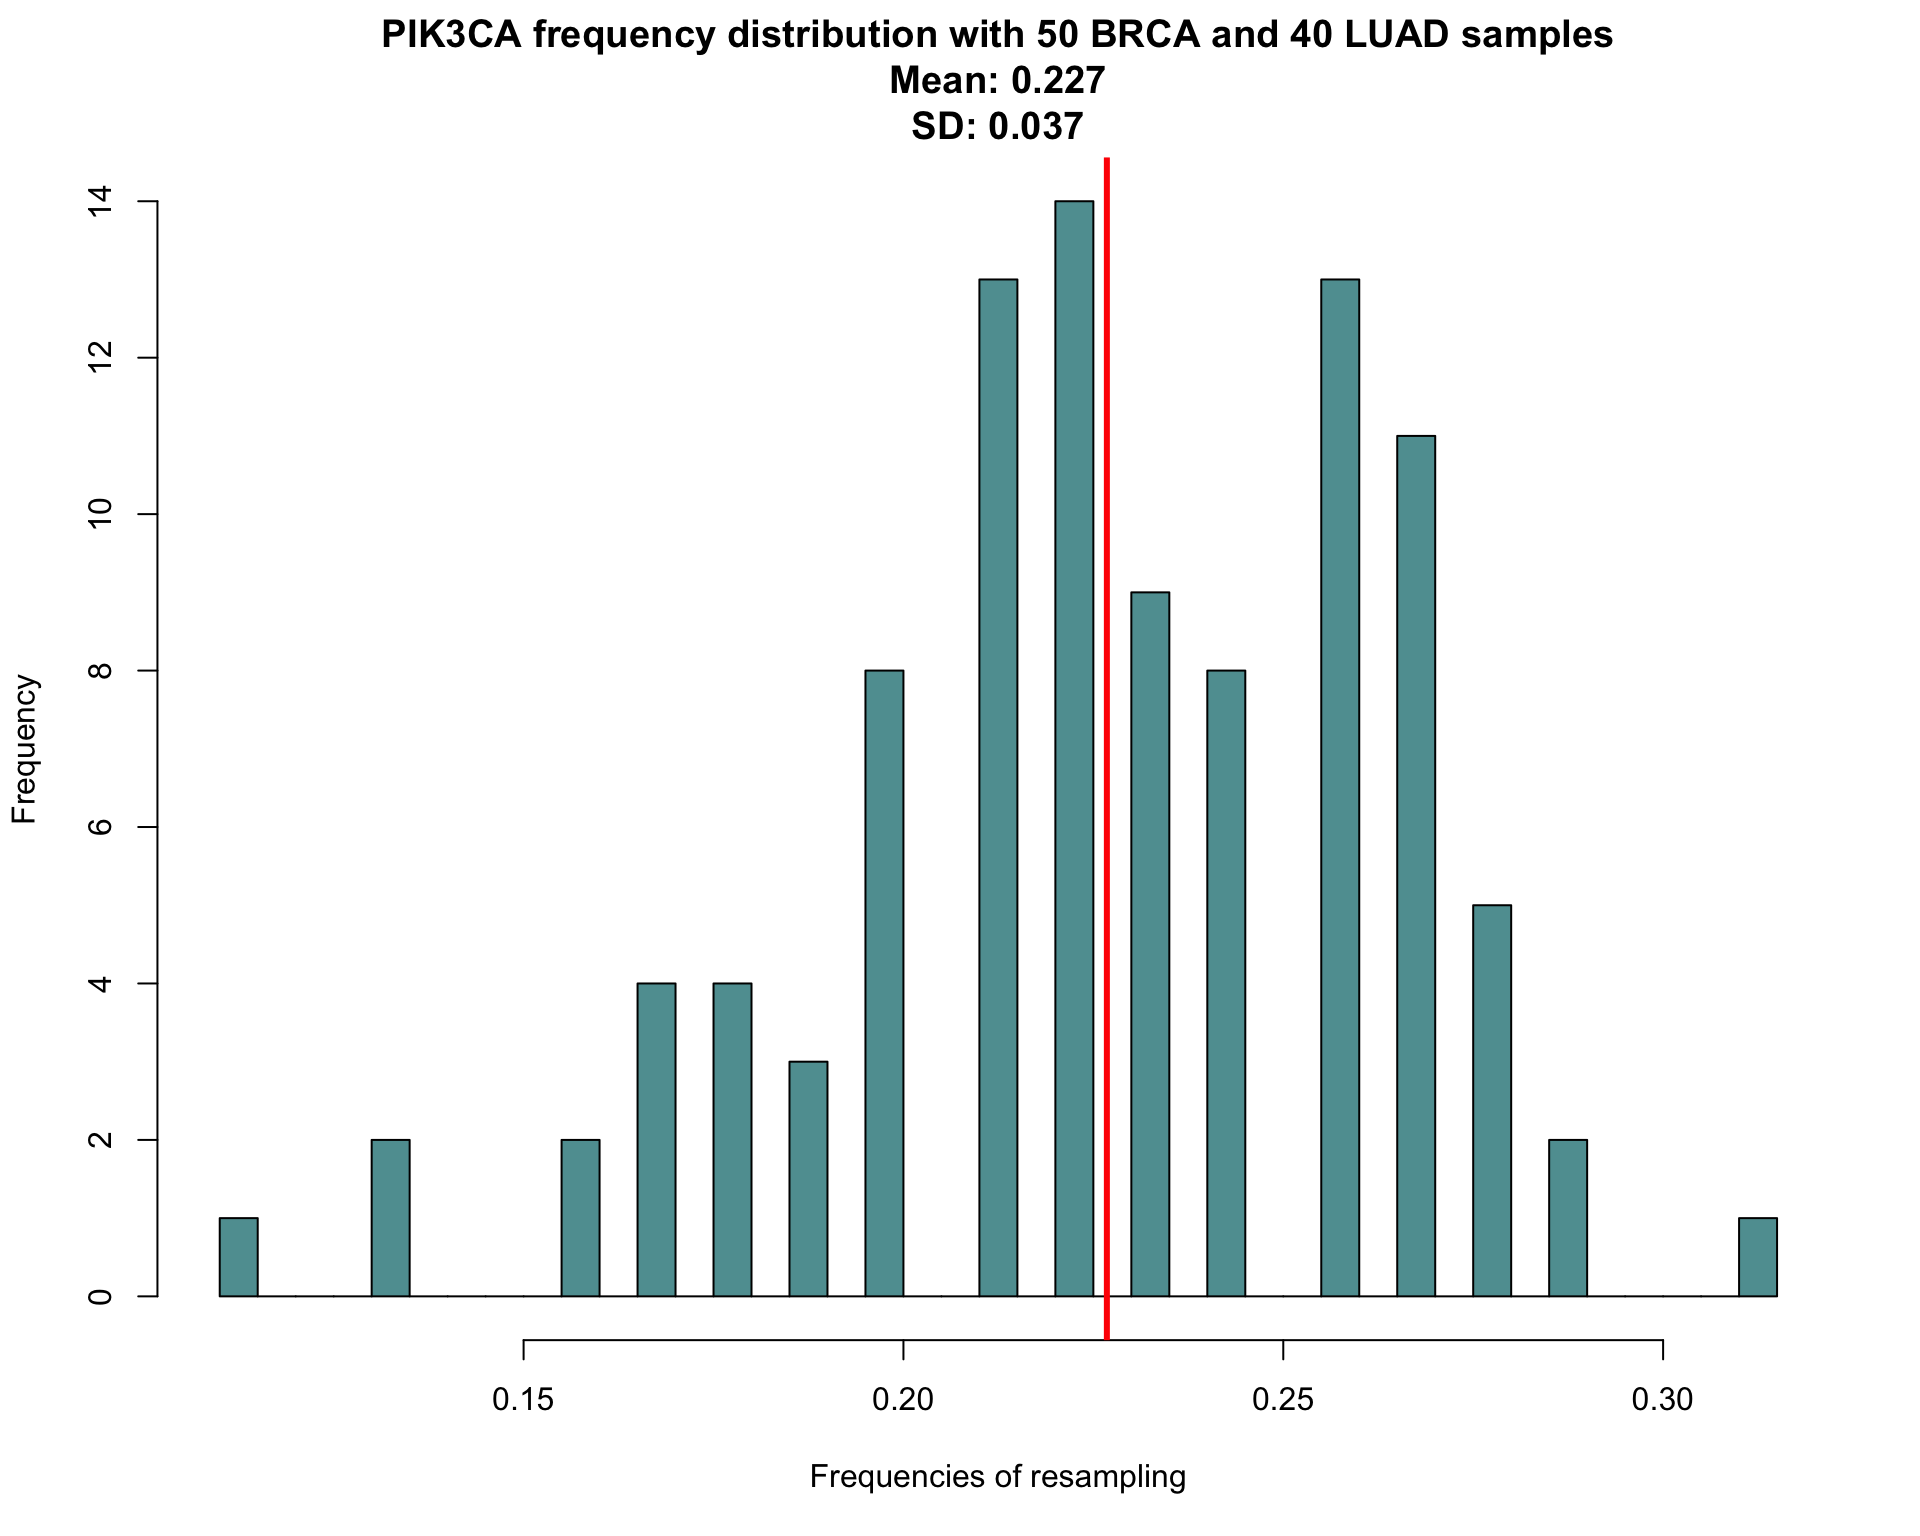 PIK3CA frequency distribution with 50 BRCA and 40 LUAD samples
Mean: 0.227
SD: 0.037
Frequency
14
12
10
8
6
4
2
0
0.15 0.20 0.25 0.30
Frequencies of resampling